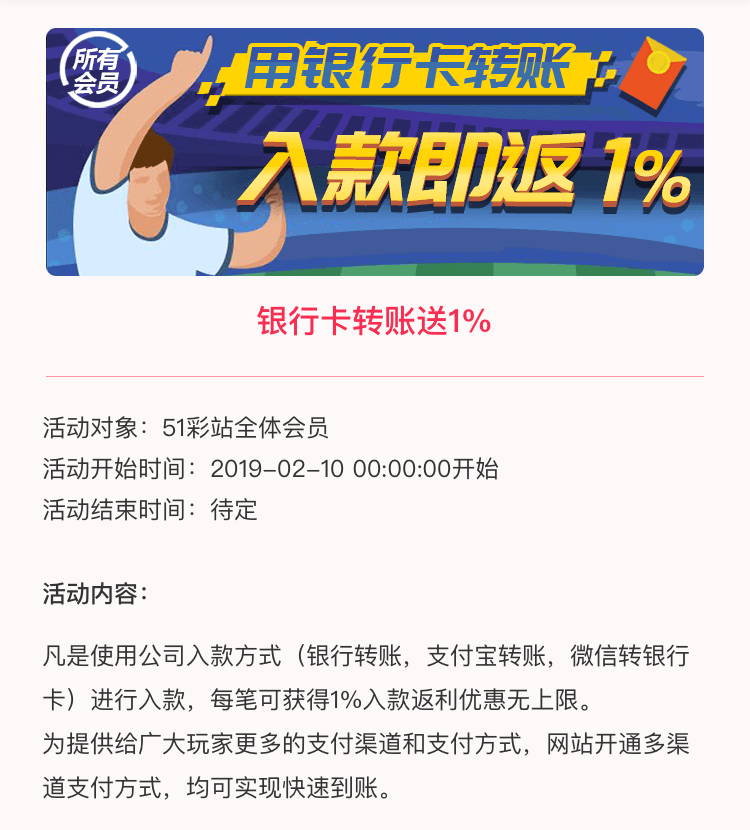 所有
会员
用银行卡转账
入款即返1%
银行卡转账送1%
活动对象：51彩站全体会员
活动开始时间：2019-02-10 00:00:00开始
活动结束时间：待定
活动内容：
凡是使用公司入款方式（银行转账，支付宝转账，微信转银行
卡）进行入款，每笔可获得1%入款返利优惠无上限。
为提供给广大玩家更多的支付渠道和支付方式，网站开通多渠
道支付方式，均可实现快速到账。